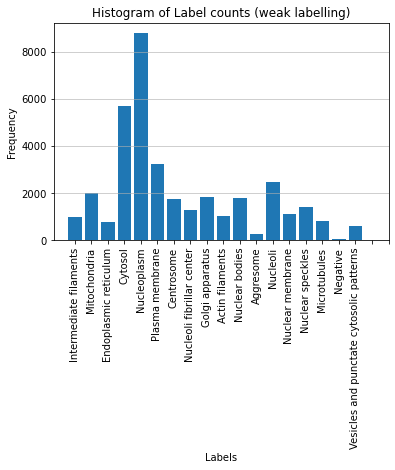 Histogram of Label counts (weak labelling)
Frequency
8000
6000
4000
2000
0
Intermediate filaments
Mitochondria
Endoplasmic reticulum
Cytosol
Nucleoplasm
Plasma membrane
Centrosome
Nucleoli fibrillar center
Golgi apparatus
Actin filaments
Nuclear bodies
Aggresome
Nucleoli
Nuclear membrane
Nuclear speckles
Microtubules
Negative
Vesicles and punctate cytosolic patterns
Labels